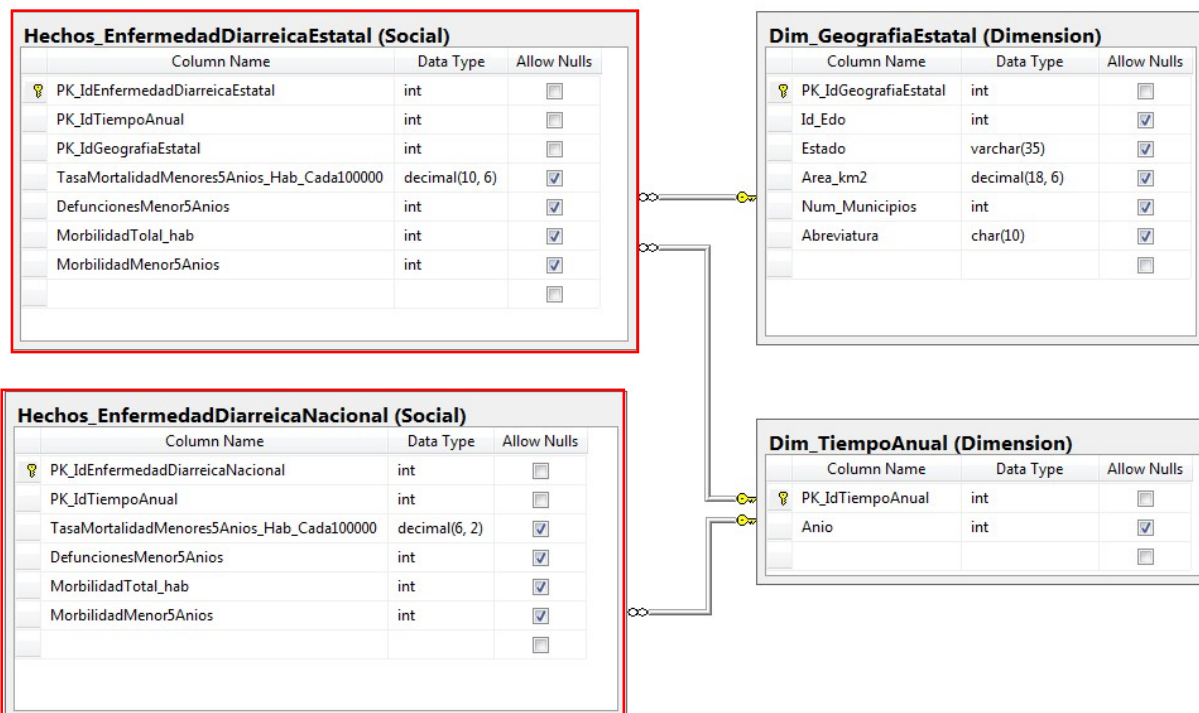 Hechos_EnfermedadDiarreicaEstatal (Social)
Column Name Data Type Allow Nulls
PK_IdEnfermedadDiarreicaEstatal int
PK_IdTiempoAnual int
PK_IdGeografiaEstatal int
TasaMortalidadMenores5Anios_Hab_Cada100000 decimal(10, 6)
DefuncionesMenor5Anios int
MorbilidadTolal_hab int
MorbilidadMenor5Anios int
Dim_GeografiaEstatal (Dimension)
Column Name Data Type Allow Nulls
PK_IdGeografiaEstatal int
Id_Edo int
Estado varchar(35)
Area_km2 decimal(18, 6)
Num_Municipios int
Abreviatura char(10)
Hechos_EnfermedadDiarreicaNacional (Social)
Column Name Data Type Allow Nulls
PK_IdEnfermedadDiarreicaNacional int
PK_IdTiempoAnual int
TasaMortalidadMenores5Anios_Hab_Cada100000 decimal(6, 2)
DefuncionesMenor5Anios int
MorbilidadTotal_hab int
MorbilidadMenor5Anios int
Dim_TiempoAnual (Dimension)
Column Name Data Type Allow Nulls
PK_IdTiempoAnual int
Anio int